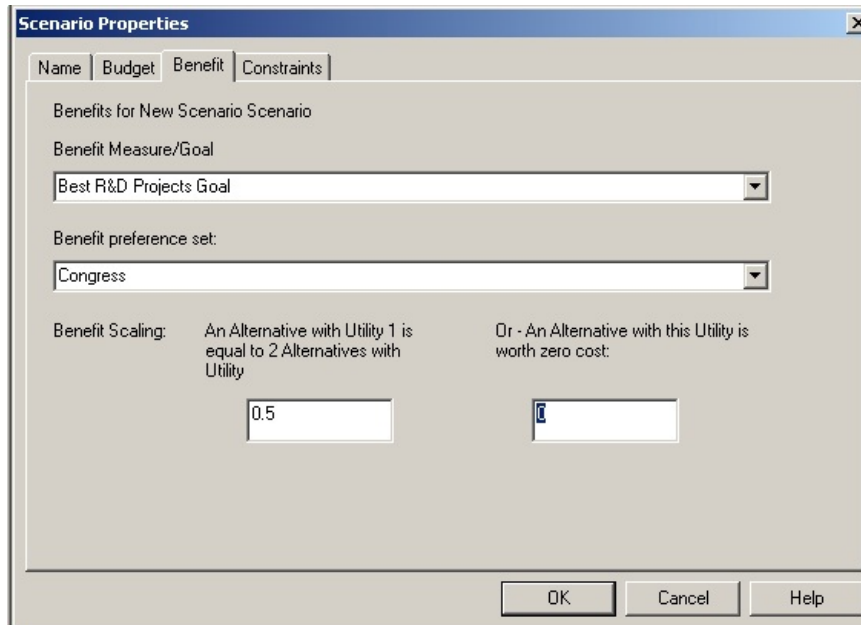 Scenario Properties
Name Budget Benefit Constraints
Benefits for New Scenario Scenario
Benefit Measure/Goal
Best R&D Projects Goal
Benefit preference set:
Congress
Benefit Scaling:
An Alternative with Utility 1 is
equal to 2 Alternatives with
Utility
0.5
Or - An Alternative with this Utility is
worth zero cost:
0
OK Cancel Help